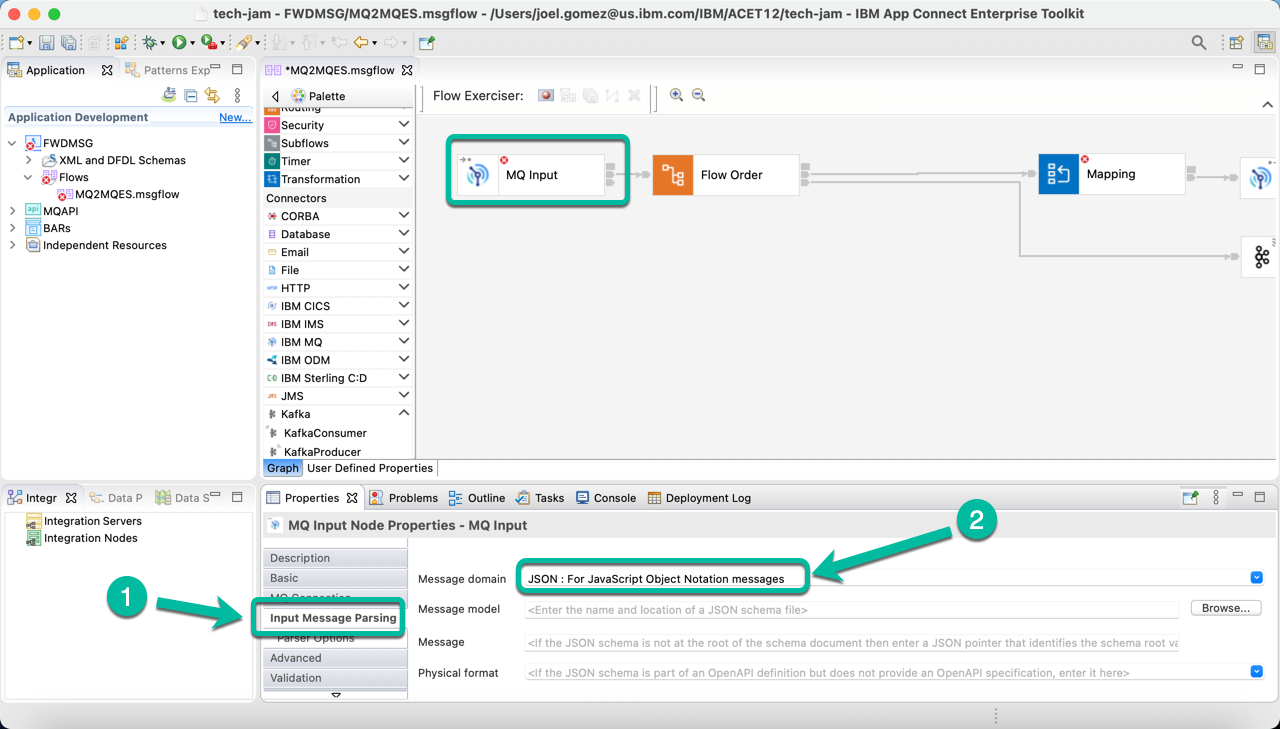 tech-jam - FWDMSG/MQ2MQES.msgflow - /Users/joel.gomez@us.ibm.com/IBM/ACET12/tech-jam - IBM App Connect Enterprise Toolkit
Application
Patterns Exp
*MQ2MQES.msgflow
Application Development
New...
FWDMSG
XML and DFDL Schemas
Flows
MQ2MQES.msgflow
MQAPI
BARs
Independent Resources
Palette
Routing
Security
Subflows
Timer
Transformation
Connectors
CORBA
Database
Email
File
HTTP
IBM CICS
IBM IMS
IBM MQ
IBM ODM
IBM Sterling C:D
JMS
Kafka
KafkaConsumer
KafkaProducer
Flow Exerciser:
MQ Input
Flow Order
Mapping
Graph
User Defined Properties
Integr
Data P
Data S
Integration Servers
Integration Nodes
Properties
Problems
Outline
Tasks
Console
Deployment Log
MQ Input Node Properties - MQ Input
Description
Basic
MQ Connection
Input Message Parsing
Parser Options
Advanced
Validation
1
2
Message domain
JSON : For JavaScript Object Notation messages
Message model
<Enter the name and location of a JSON schema file>
Browse...
Message
<If the JSON schema is not at the root of the schema document then enter a JSON pointer that identifies the schema root va
Physical format
<If the JSON schema is part of an OpenAPI definition but does not provide an OpenAPI specification, enter it here>